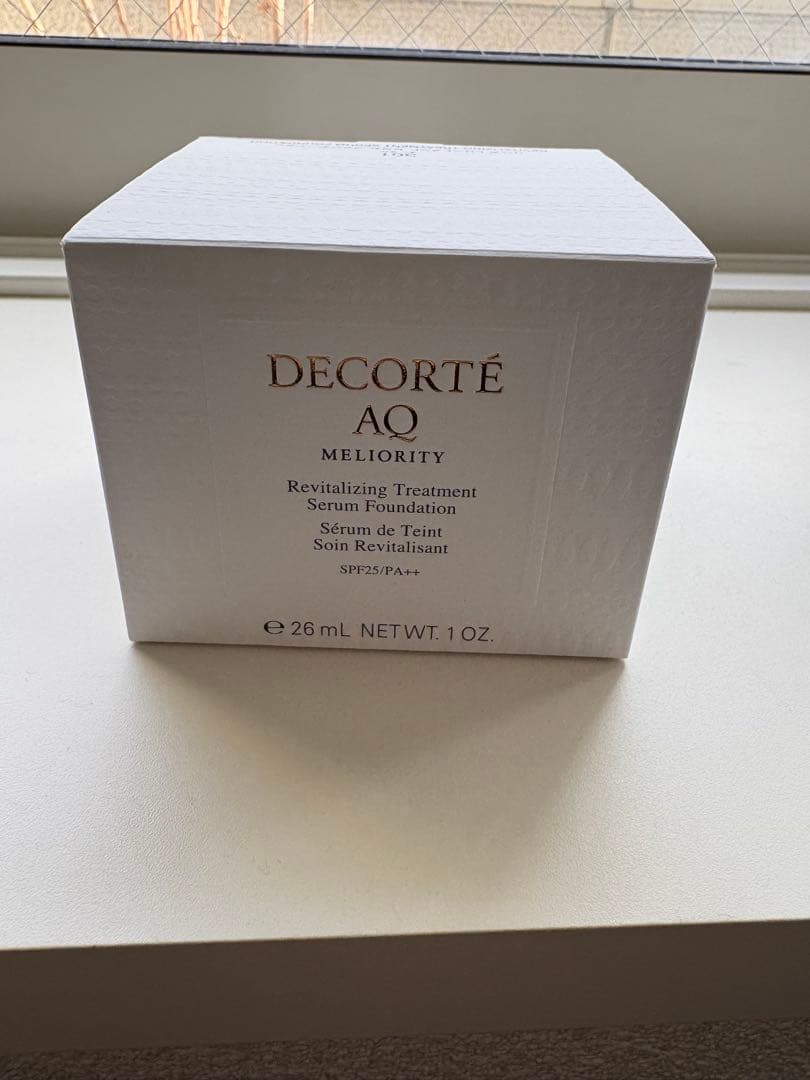 DECORTÉ
AQ
MELIORITY
Revitalizing Treatment
Serum Foundation
Sérum de Teint
Soin Revitalisant
SPF25/PA++
℮ 26 mL NET WT. 1 OZ.